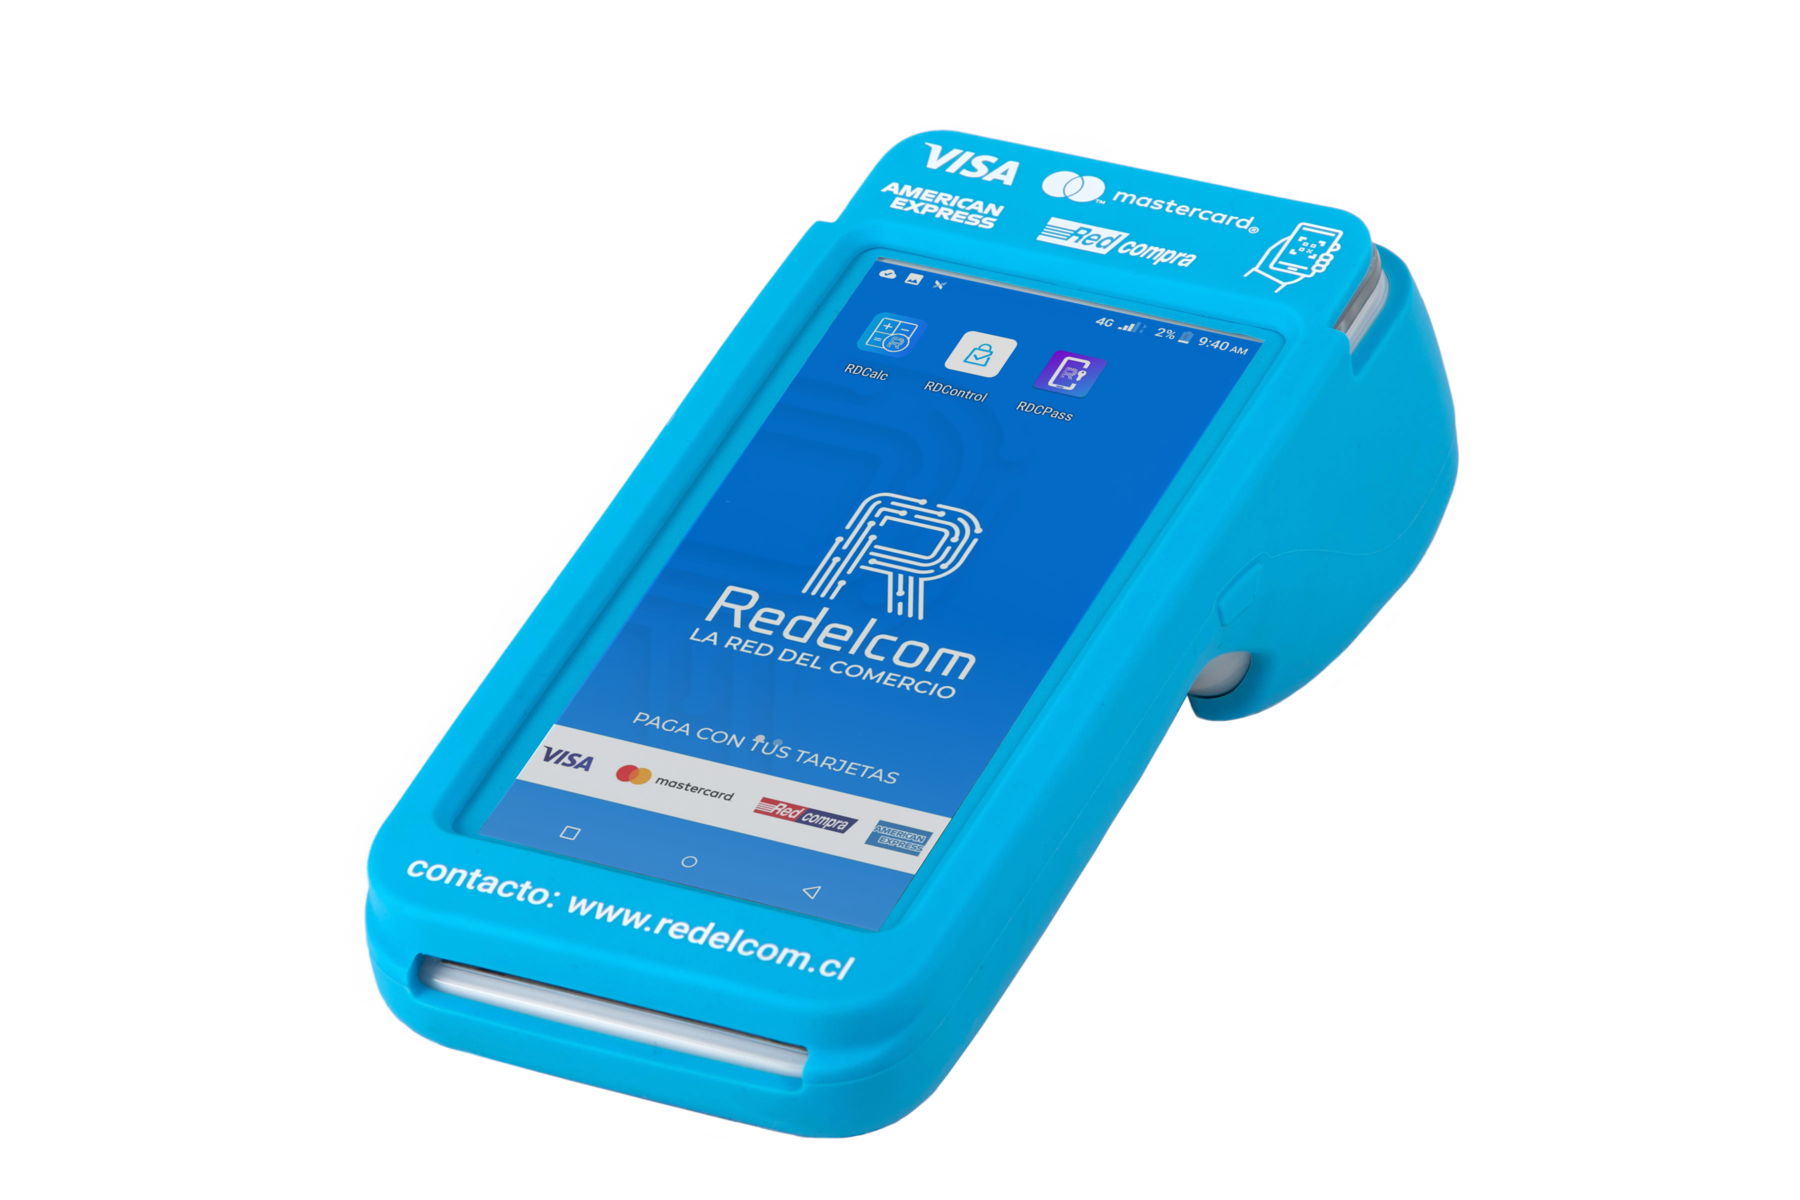 VISA
mastercard®
AMERICAN
EXPRESS
Red compra
4G 2% 9:40 AM
RDCalc
RDControl
RDCPass
Redelcom
LA RED DEL COMERCIO
PAGA CON TUS TARJETAS
VISA
mastercard
Red compra
AMERICAN
EXPRESS
contacto: www.redelcom.cl